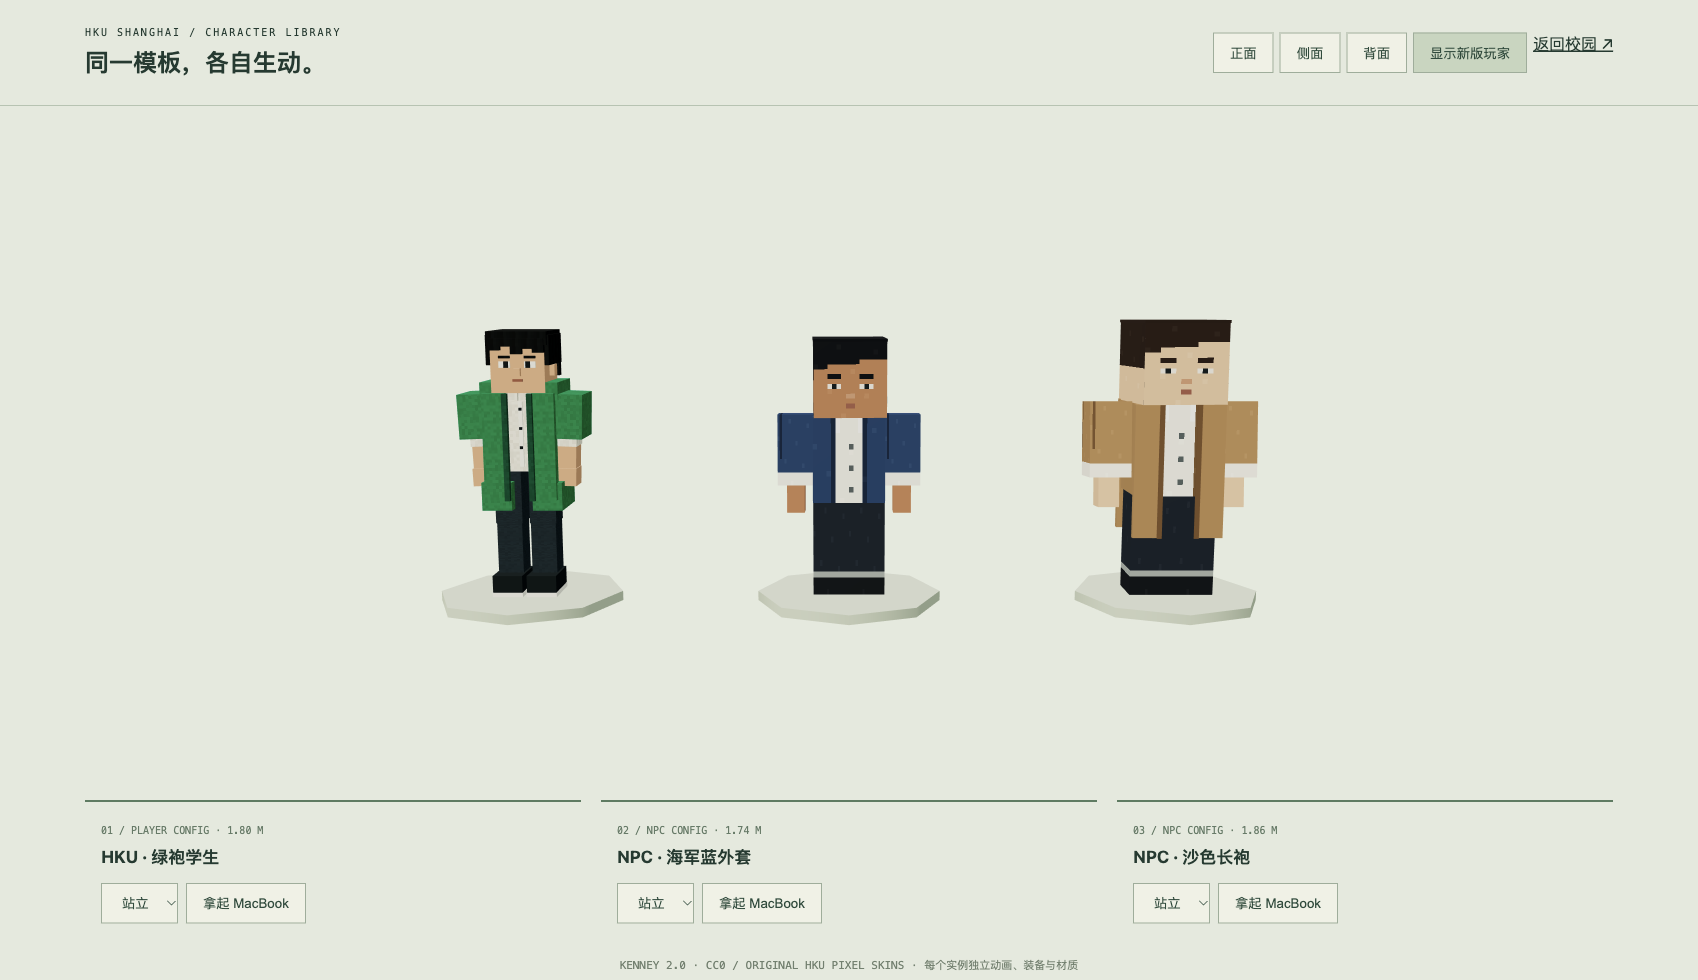 HKU SHANGHAI / CHARACTER LIBRARY
同一模板，各自生动。
正面
侧面
背面
显示新版玩家
返回校园 ↗
01 / PLAYER CONFIG · 1.80 M
HKU · 绿袍学生
站立
拿起 MacBook
02 / NPC CONFIG · 1.74 M
NPC · 海军蓝外套
站立
拿起 MacBook
03 / NPC CONFIG · 1.86 M
NPC · 沙色长袍
站立
拿起 MacBook
KENNEY 2.0 · CC0 / ORIGINAL HKU PIXEL SKINS · 每个实例独立动画、装备与材质